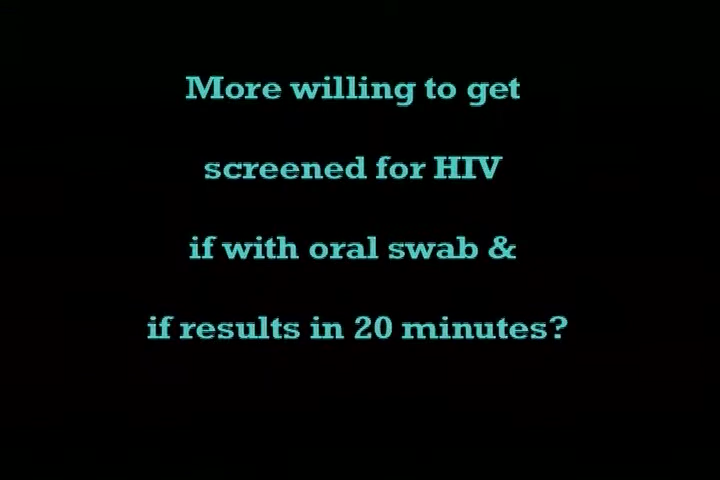 More willing to get
screened for HIV
if with oral swab &
if results in 20 minutes?